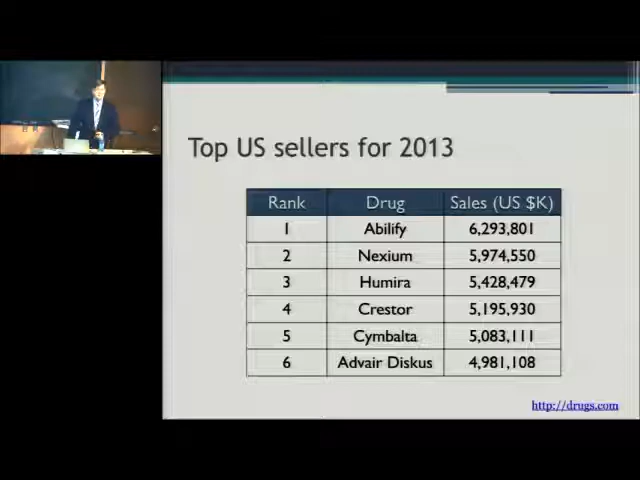 Top US sellers for 2013
Rank Drug Sales (US $K)
1 Abilify 6,293,801
2 Nexium 5,974,550
3 Humira 5,428,479
4 Crestor 5,195,930
5 Cymbalta 5,083,111
6 Advair Diskus 4,981,108
http://drugs.com